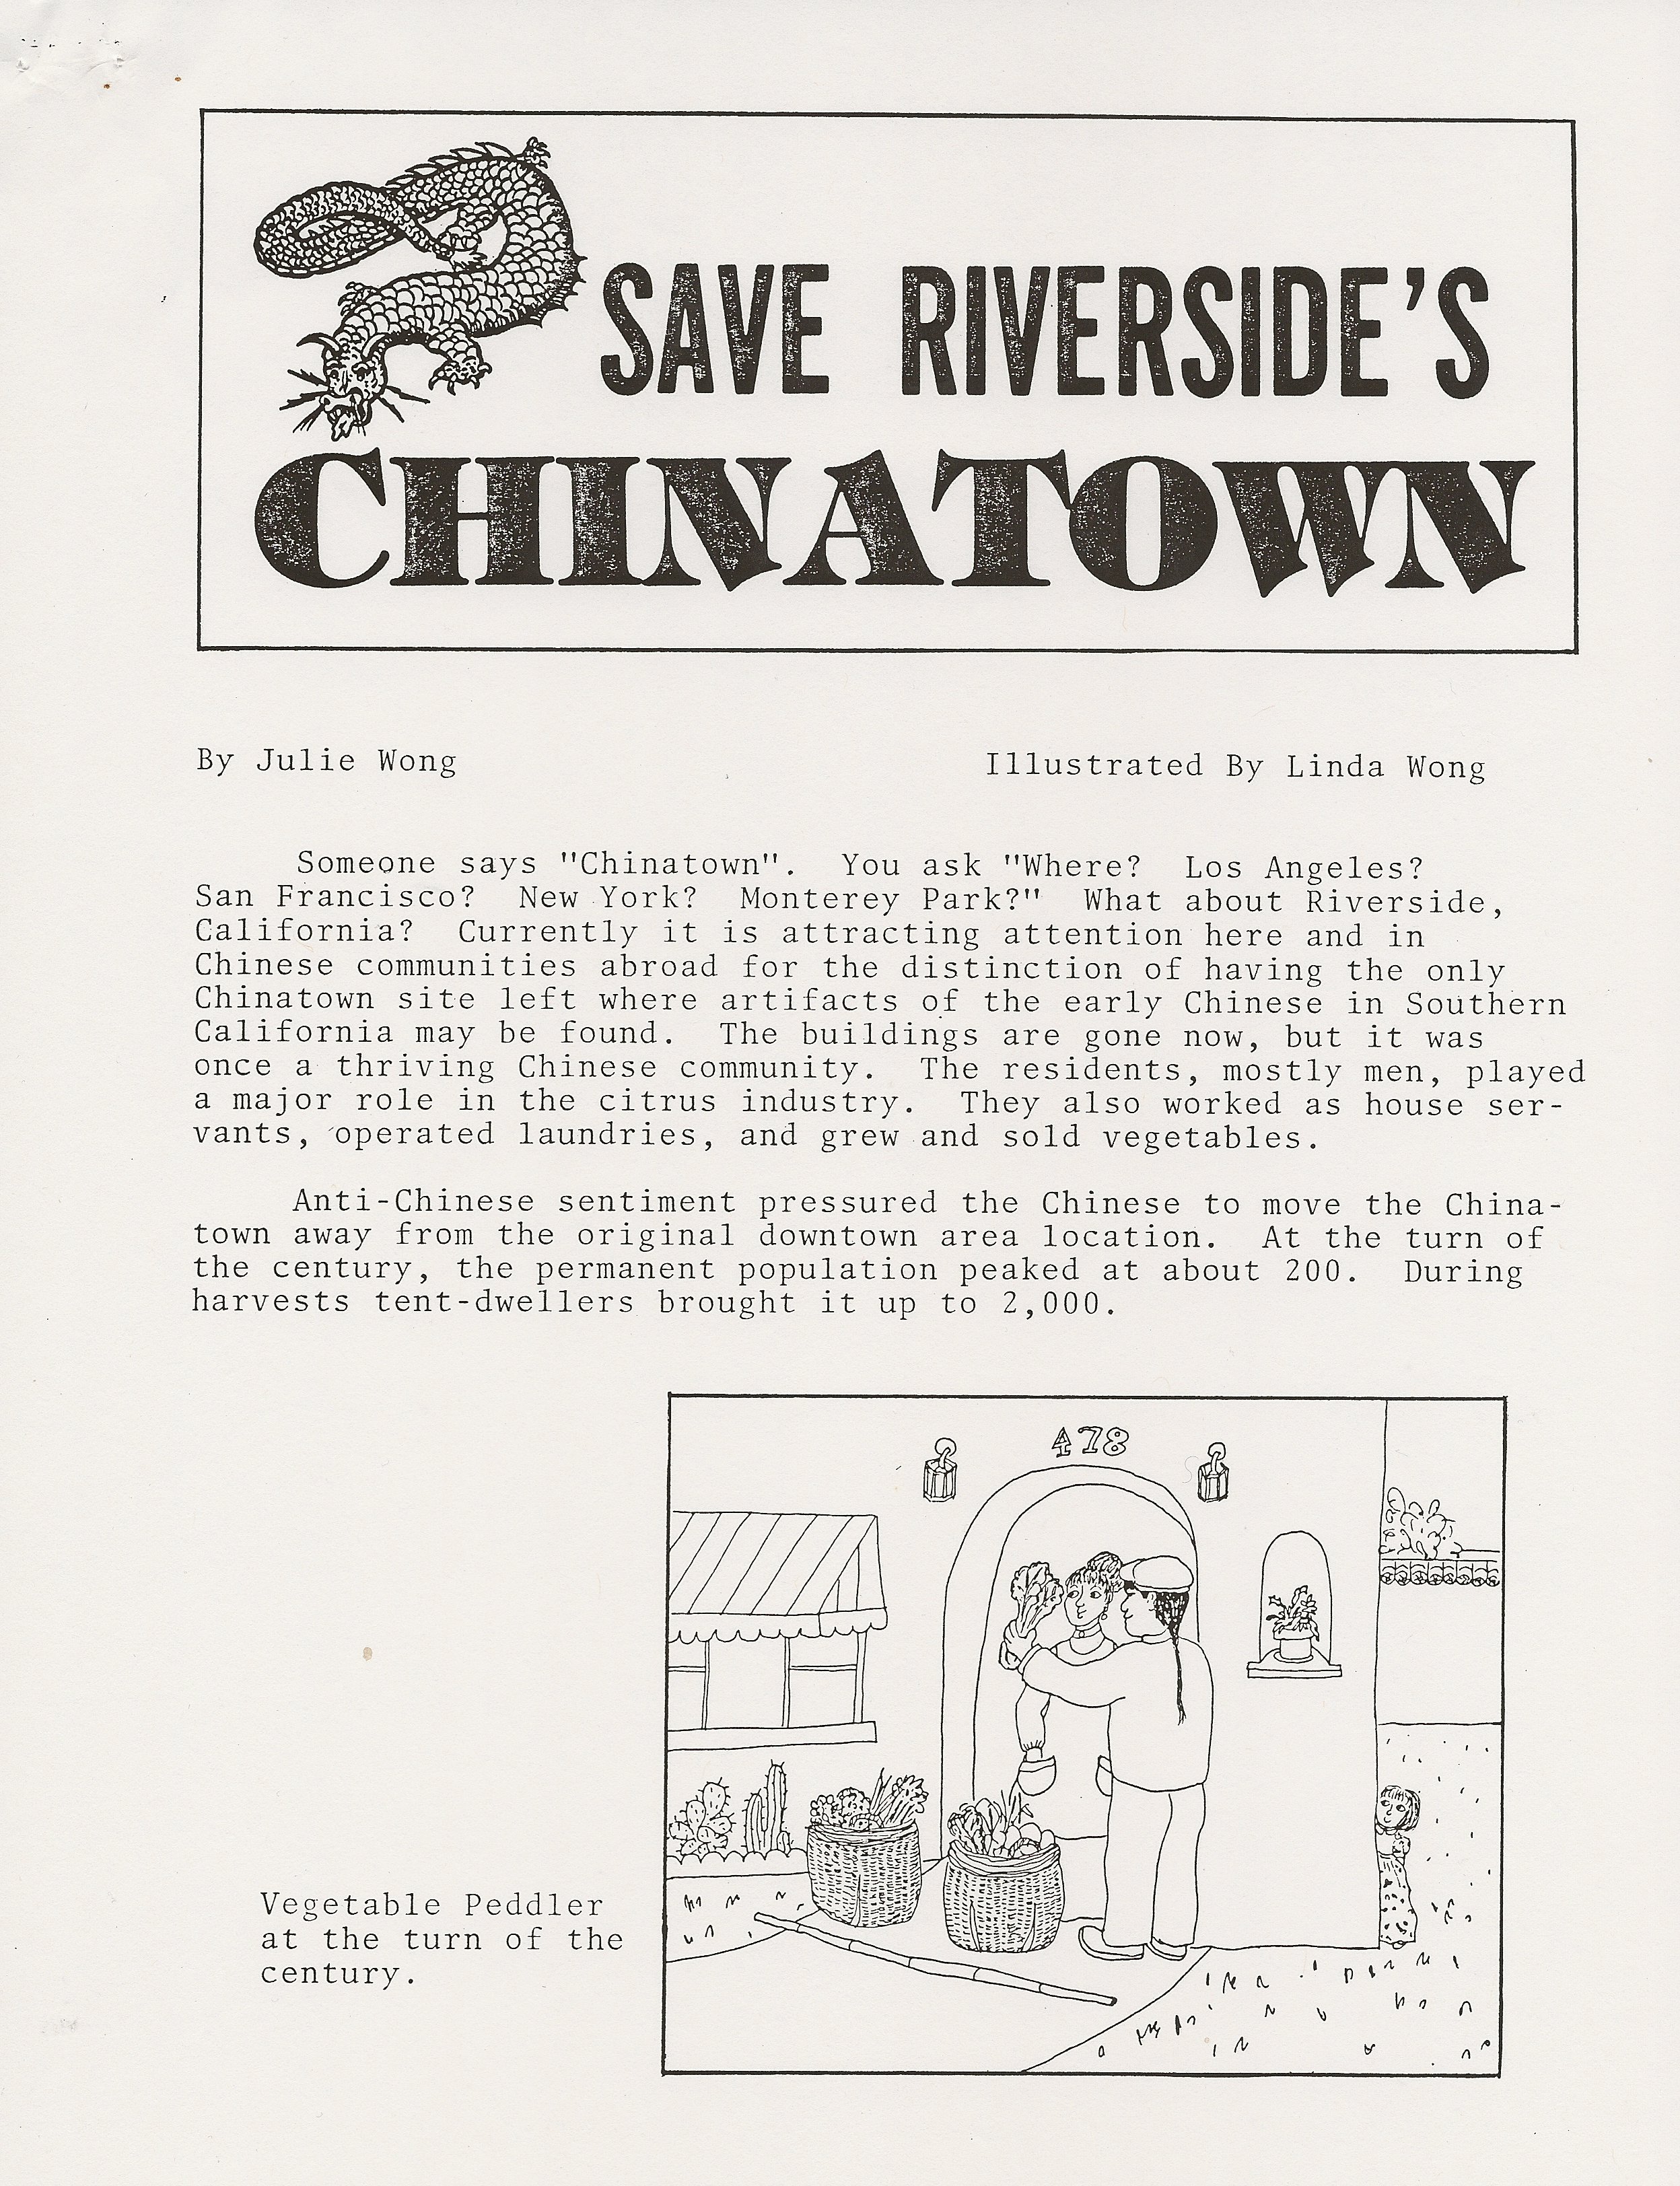 SAVE RIVERSIDE'S
CHINATOWN
By Julie Wong
Illustrated By Linda Wong
Someone says "Chinatown". You ask "Where? Los Angeles?
San Francisco? New York? Monterey Park?" What about Riverside,
California? Currently it is attracting attention here and in
Chinese communities abroad for the distinction of having the only
Chinatown site left where artifacts of the early Chinese in Southern
California may be found. The buildings are gone now, but it was
once a thriving Chinese community. The residents, mostly men, played
a major role in the citrus industry. They also worked as house ser-
vants, operated laundries, and grew and sold vegetables.
Anti-Chinese sentiment pressured the Chinese to move the China-
town away from the original downtown area location. At the turn of
the century, the permanent population peaked at about 200. During
harvests tent-dwellers brought it up to 2,000.
478
Vegetable Peddler
at the turn of the
century.